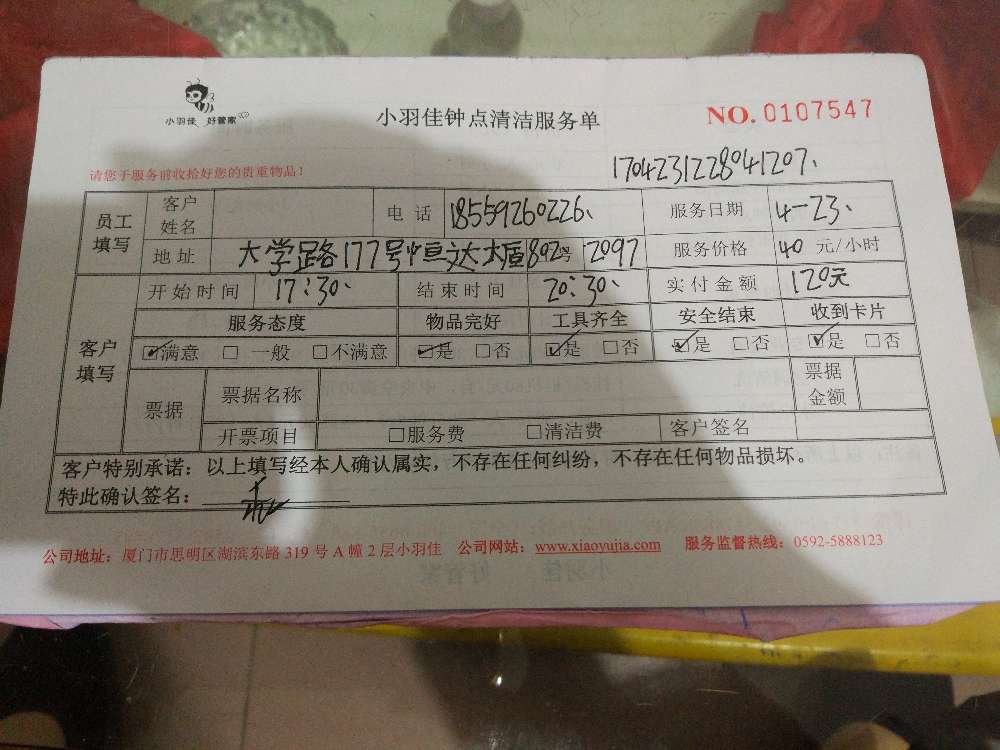 小羽佳 好管家
小羽佳钟点清洁服务单
NO. 0107547
请您于服务前收拾好您的贵重物品！
1704231228041207.
员工填写 客户姓名 电话 18559260226. 服务日期 4-23.
地址 大学路177号恒达大厦802号 2097 服务价格 40 元/小时
客户填写 开始时间 17:30. 结束时间 20:30. 实付金额 120元
服务态度 物品完好 工具齐全 安全结束 收到卡片
☑满意 □ 一般 □不满意 ☑是 □否 ☑是 □否 ☑是 □否 ☑是 □否
票据 票据名称 票据金额
开票项目 □服务费 □清洁费 客户签名
客户特别承诺：以上填写经本人确认属实，不存在任何纠纷，不存在任何物品损坏。
特此确认签名：
公司地址：厦门市思明区湖滨东路 319 号 A 幢 2 层小羽佳 公司网站：www.xiaoyujia.com 服务监督热线：0592-5888123